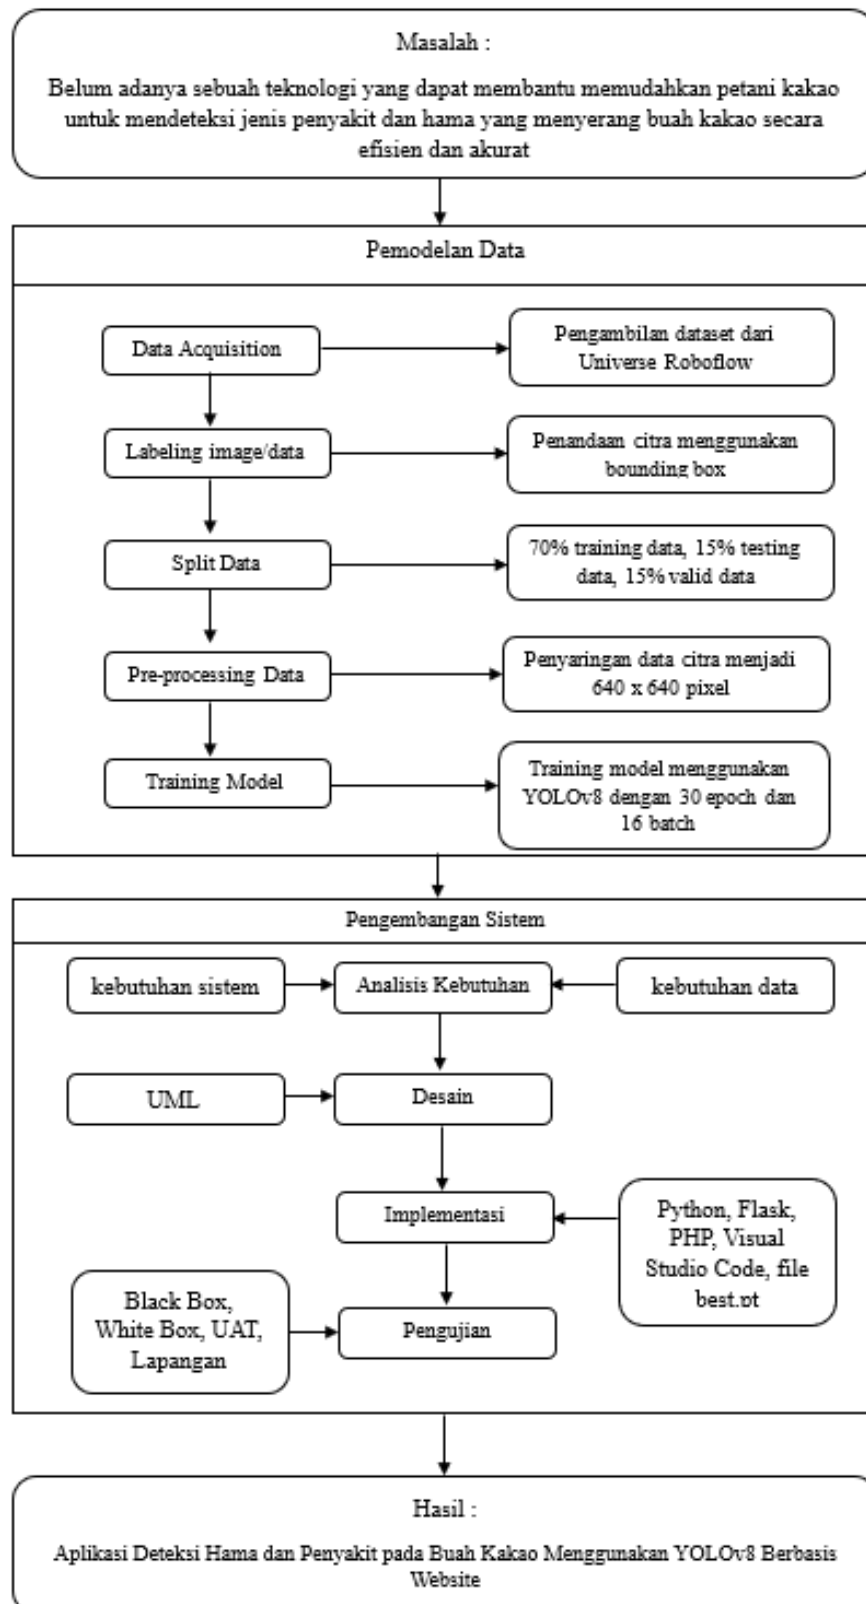 Masalah :
Belum adanya sebuah teknologi yang dapat membantu memudahkan petani kakao
untuk mendeteksi jenis penyakit dan hama yang menyerang buah kakao secara
efisien dan akurat
Pemodelan Data
Data Acquisition
Pengambilan dataset dari
Universe Roboflow
Labeling image/data
Penandaan citra menggunakan
bounding box
Split Data
70% training data, 15% testing
data, 15% valid data
Pre-processing Data
Penyaringan data citra menjadi
640 x 640 pixel
Training Model
Training model menggunakan
YOLOv8 dengan 30 epoch dan
16 batch
Pengembangan Sistem
kebutuhan sistem
Analisis Kebutuhan
kebutuhan data
UML
Desain
Implementasi
Python, Flask,
PHP, Visual
Studio Code, file
best.pt
Black Box,
White Box, UAT,
Lapangan
Pengujian
Hasil :
Aplikasi Deteksi Hama dan Penyakit pada Buah Kakao Menggunakan YOLOv8 Berbasis
Website